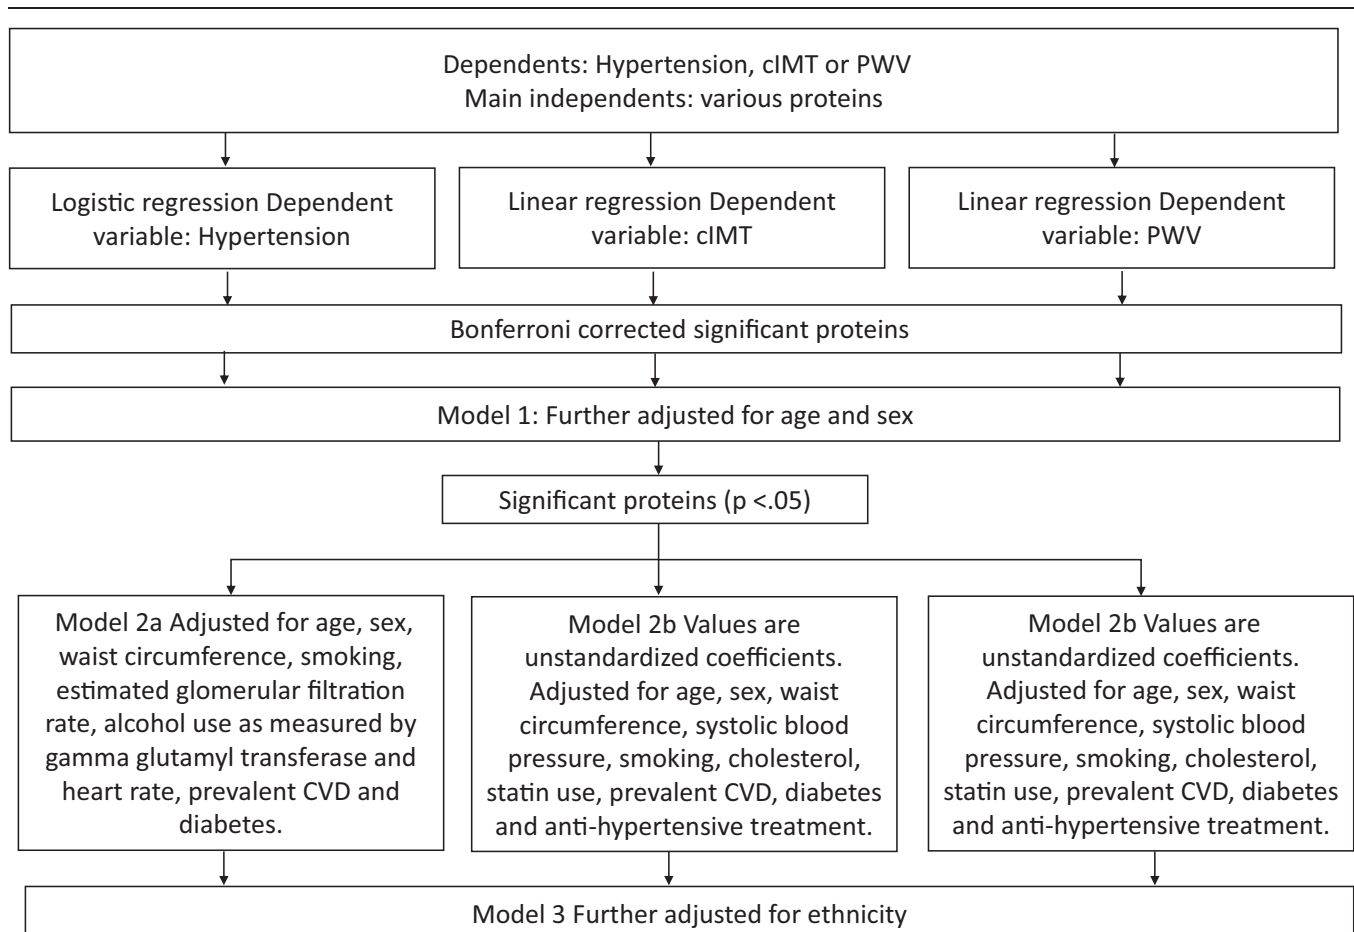 Dependents: Hypertension, cIMT or PWV
Main independents: various proteins
Logistic regression Dependent
variable: Hypertension
Linear regression Dependent
variable: cIMT
Linear regression Dependent
variable: PWV
Bonferroni corrected significant proteins
Model 1: Further adjusted for age and sex
Significant proteins (p <.05)
Model 2a Adjusted for age, sex,
waist circumference, smoking,
estimated glomerular filtration
rate, alcohol use as measured by
gamma glutamyl transferase and
heart rate, prevalent CVD and
diabetes.
Model 2b Values are
unstandardized coefficients.
Adjusted for age, sex, waist
circumference, systolic blood
pressure, smoking, cholesterol,
statin use, prevalent CVD, diabetes
and anti-hypertensive treatment.
Model 2b Values are
unstandardized coefficients.
Adjusted for age, sex, waist
circumference, systolic blood
pressure, smoking, cholesterol,
statin use, prevalent CVD, diabetes
and anti-hypertensive treatment.
Model 3 Further adjusted for ethnicity